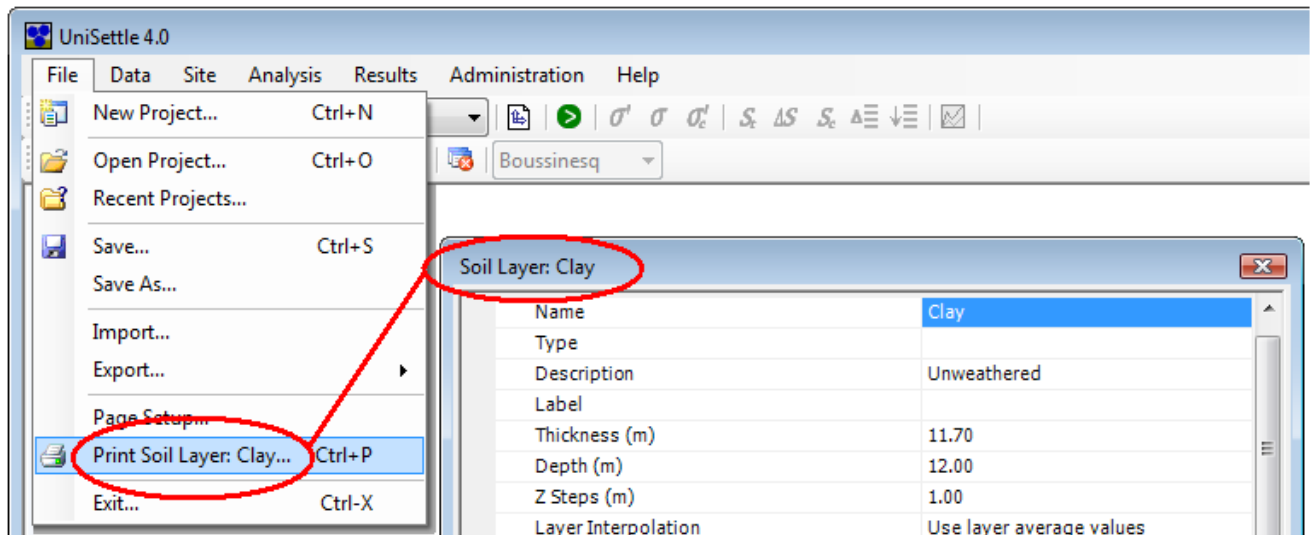 UniSettle 4.0
File Data Site Analysis Results Administration Help
New Project... Ctrl+N
σ' σ σ'c Sₜ ΔS Sc Δ
Open Project... Ctrl+O
Boussinesq
Recent Projects...
Save... Ctrl+S
Save As...
Import...
Export...
Page Setup...
Print Soil Layer: Clay... Ctrl+P
Exit... Ctrl-X
Soil Layer: Clay
Name Clay
Type
Description Unweathered
Label
Thickness (m) 11.70
Depth (m) 12.00
Z Steps (m) 1.00
Layer Interpolation Use layer average values